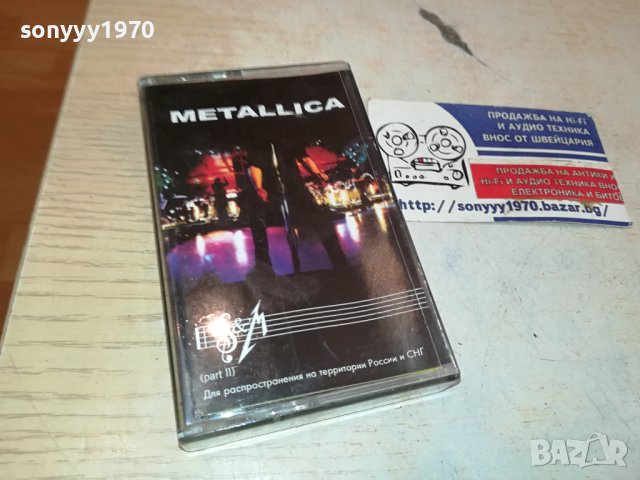 sonyyy1970
sonyyy1970
METALLICA
S&M
(part II)
Для распространения на территории России и СНГ
ПРОДАЖБА НА Hi-Fi
И АУДИО ТЕХНИКА
ВНОС ОТ ШВЕЙЦАРИЯ
ПРОДАЖБА НА АНТИКИ И
Hi-Fi И АУДИО ТЕХНИКА ВНО
ЕЛЕКТРОНИКА И БИТОВ
http://sonyyy1970.bazar.bg/
BAZAR